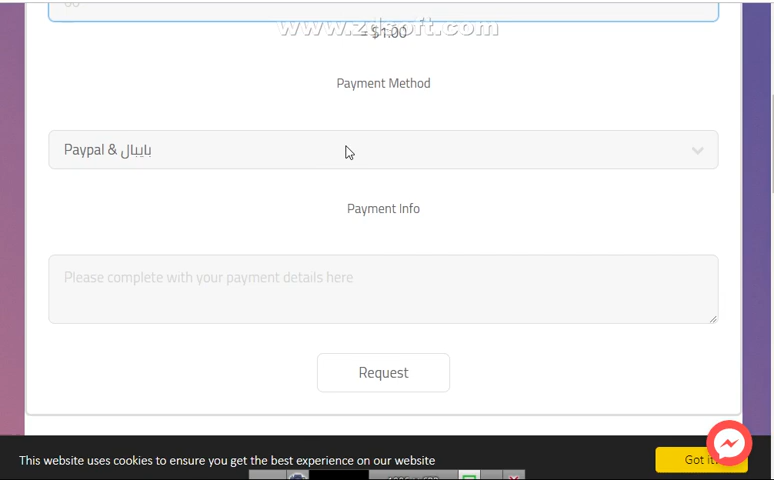 www.zdsoft.com
= $1.00
Payment Method
Paypal & بايبال
Payment Info
Please complete with your payment details here
Request
This website uses cookies to ensure you get the best experience on our website
Got it!